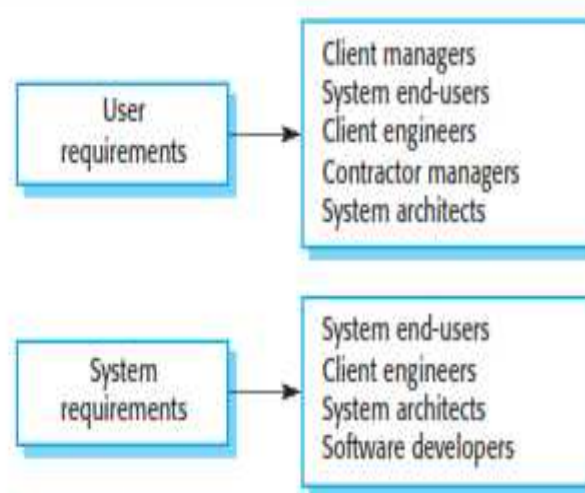 User
requirements
Client managers
System end-users
Client engineers
Contractor managers
System architects
System
requirements
System end-users
Client engineers
System architects
Software developers